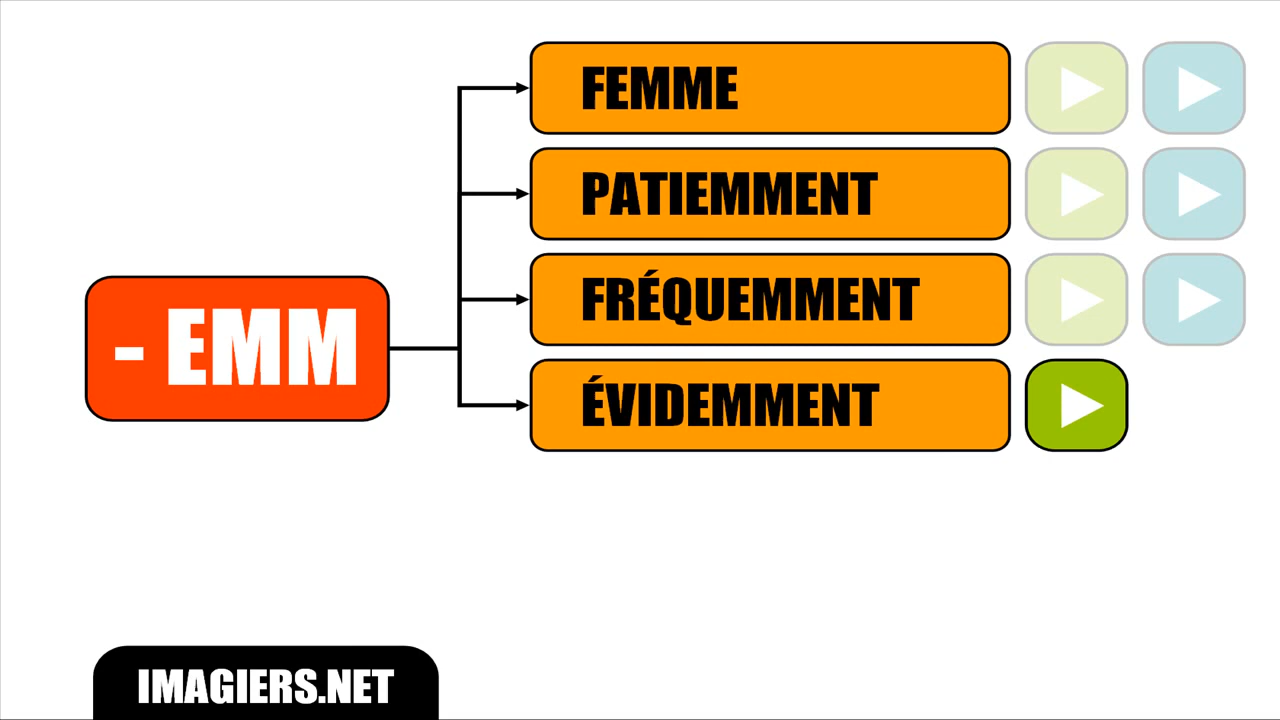 FEMME
PATIEMMENT
FRÉQUEMMENT
- EMM
ÉVIDEMMENT
IMAGIERS.NET